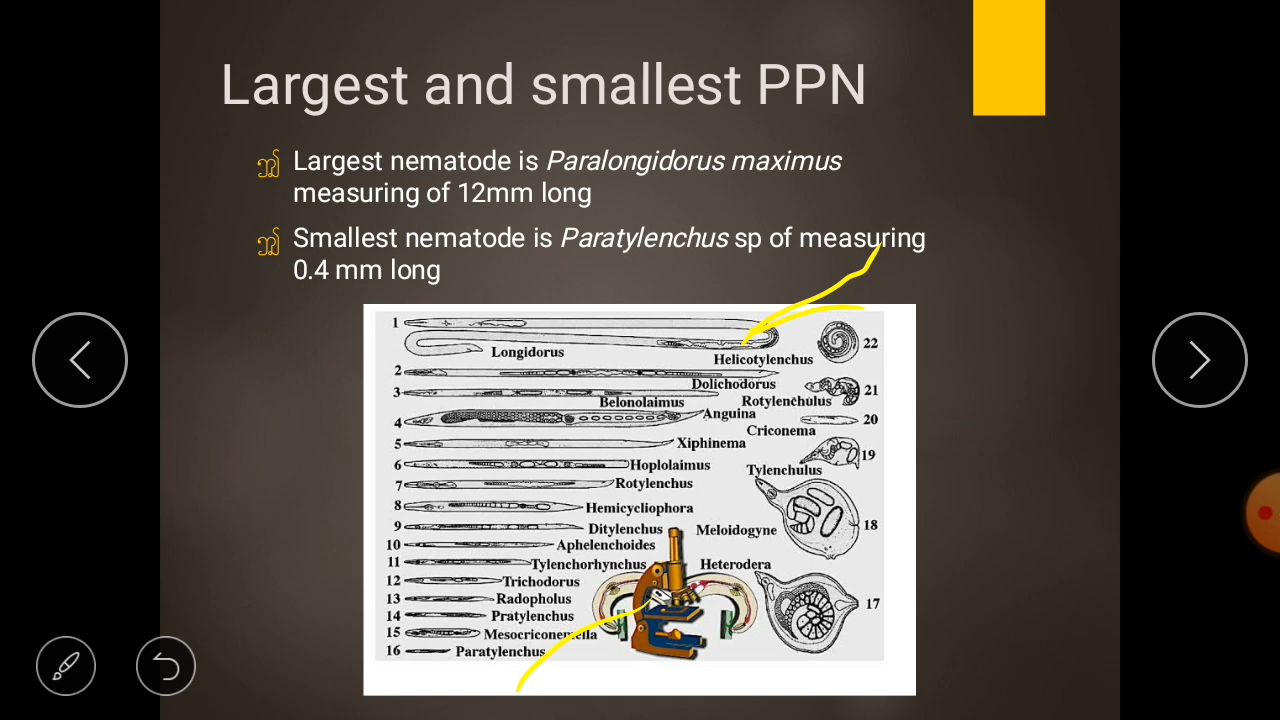 Largest and smallest PPN
Largest nematode is Paralongidorus maximus
measuring of 12mm long
Smallest nematode is Paratylenchus sp of measuring
0.4 mm long
1
Longidorus
Helicotylenchus
22
2
Dolichodorus
3
Belonolaimus
Rotylenchulus
21
4
Anguina
Criconema
20
5
Xiphinema
19
6
Hoplolaimus
Tylenchulus
7
Rotylenchus
8
Hemicycliophora
9
Ditylenchus
Meloidogyne
18
10
Aphelenchoides
11
Tylenchorhynchus
Heterodera
12
Trichodorus
13
Radopholus
17
14
Pratylenchus
15
Mesocriconemella
16
Paratylenchus